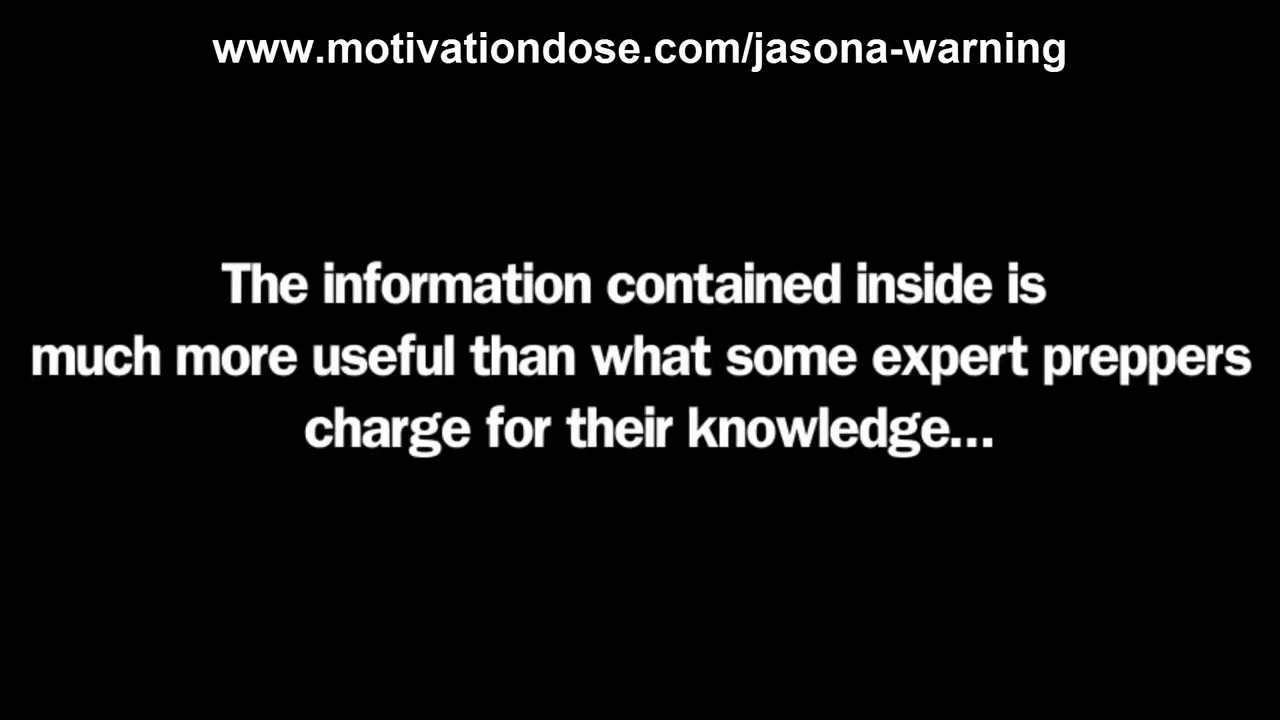 www.motivationdose.com/jasona-warning
The information contained inside is
much more useful than what some expert preppers
charge for their knowledge...